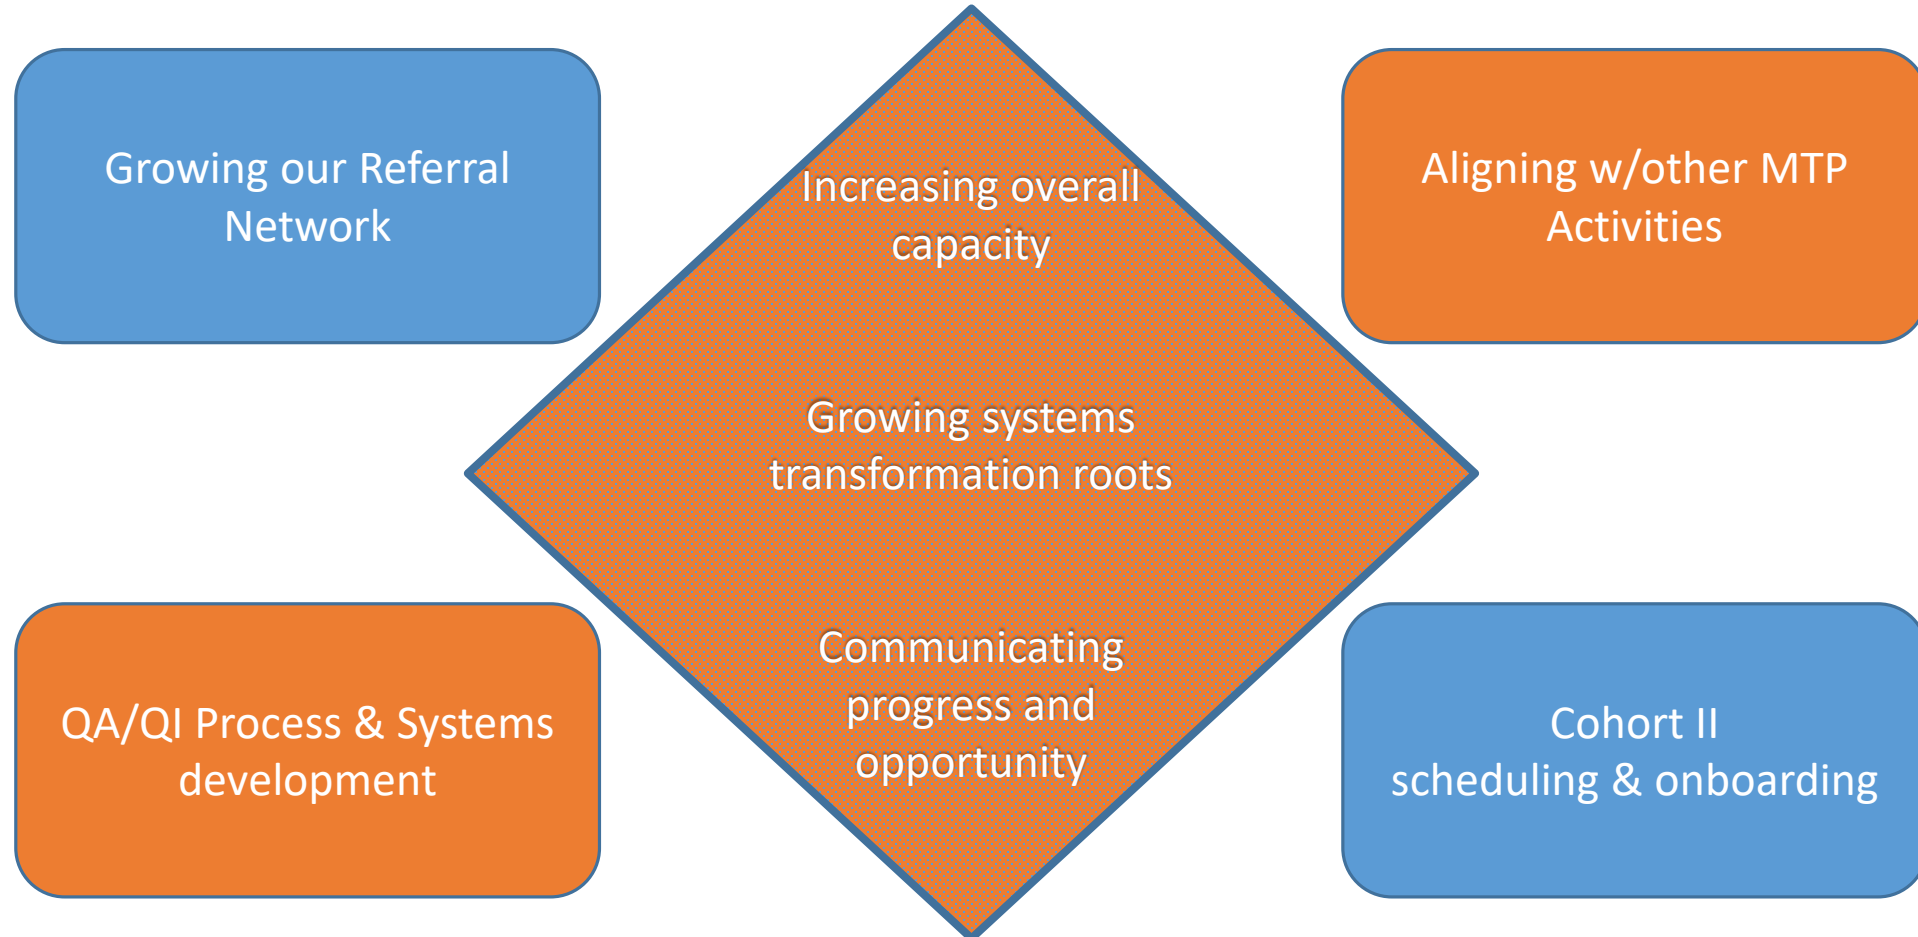 Growing our Referral
Network
Increasing overall
capacity
Aligning w/other MTP
Activities
Growing systems
transformation roots
QA/QI Process & Systems
development
Communicating
progress and
opportunity
Cohort II
scheduling & onboarding